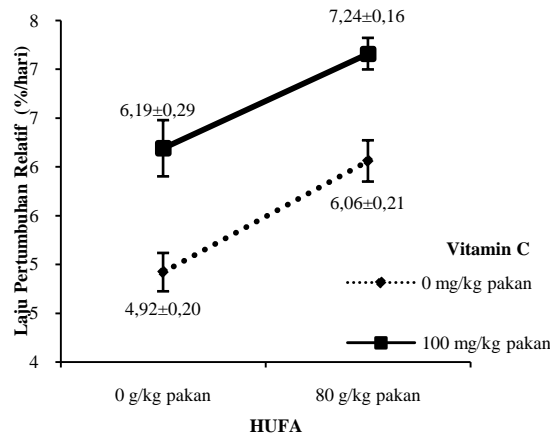 Laju Pertumbuhan Relatif (%/hari)
8
7
7
6
6
5
5
4
7,24±0,16
6,19±0,29
6,06±0,21
4,92±0,20
Vitamin C
0 mg/kg pakan
100 mg/kg pakan
0 g/kg pakan
80 g/kg pakan
HUFA